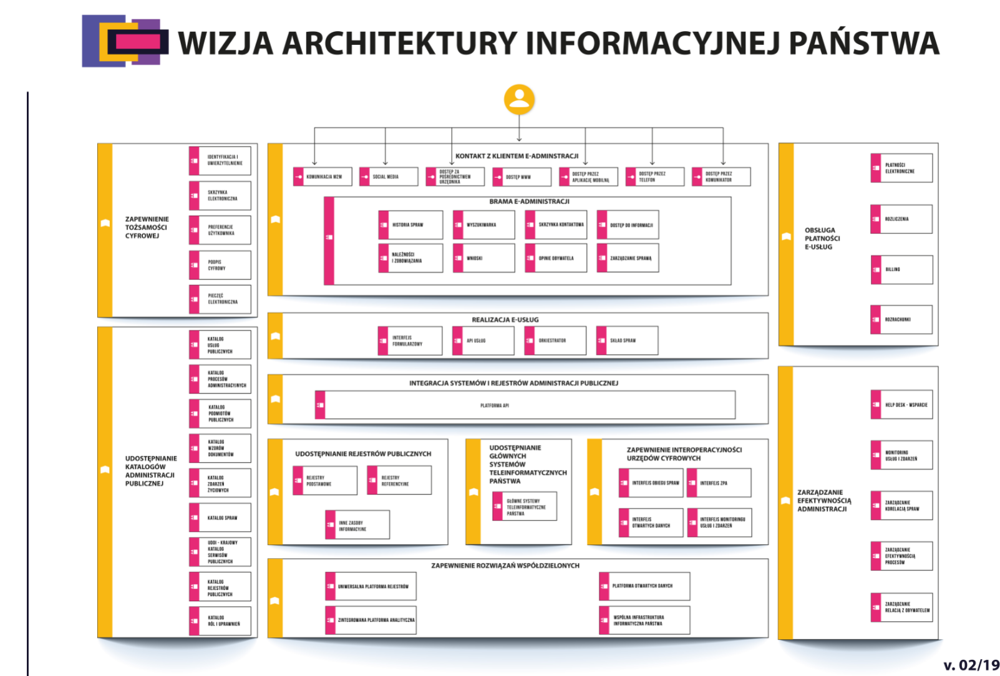 WIZJA ARCHITEKTURY INFORMACYJNEJ PAŃSTWA
ZAPEWNIENIE
TOŻSAMOŚCI
CYFROWEJ
IDENTYFIKACJA I
UWIERZYTELNIENIE
SKRZYNKA
ELEKTRONICZNA
PREFERENCJE
UŻYTKOWNIKA
PODPIS
CYFROWY
PIECZĘĆ
ELEKTRONICZNA
UDOSTĘPNIANIE
KATALOGÓW
ADMINISTRACJI
PUBLICZNEJ
KATALOG
USŁUG
PUBLICZNYCH
KATALOG
PROCESÓW
ADMINISTRACYJNYCH
KATALOG
PODMIOTÓW
PUBLICZNYCH
KATALOG
WZORÓW
DOKUMENTÓW
KATALOG
ZDARZEŃ
ŻYCIOWYCH
KATALOG SPRAW
UDDI - KRAJOWY
KATALOG
SERWISÓW
PUBLICZNYCH
KATALOG
REJESTRÓW
PUBLICZNYCH
KATALOG
RÓL I UPRAWNIEŃ
KONTAKT Z KLIENTEM E-ADMINSTRACJI
KOMUNIKACJA M2M
SOCIAL MEDIA
DOSTĘP ZA
POŚREDNICTWEM
URZĘDNIKA
DOSTĘP WWW
DOSTĘP PRZEZ
APLIKACJĘ MOBILNĄ
DOSTĘP PRZEZ
TELEFON
DOSTĘP PRZEZ
KOMUNIKATOR
BRAMA E-ADMINISTRACJI
HISTORIA SPRAW
WYSZUKIWARKA
SKRZYNKA KONTAKTOWA
DOSTĘP DO INFORMACJI
NALEŻNOŚCI
I ZOBOWIĄZANIA
WNIOSKI
OPINIE OBYWATELA
ZARZĄDZANIE SPRAWĄ
REALIZACJA E-USŁUG
INTERFEJS
FORMULARZOWY
API USŁUG
ORKIESTRATOR
SKŁAD SPRAW
INTEGRACJA SYSTEMÓW I REJESTRÓW ADMINISTRACJI PUBLICZNEJ
PLATFORMA API
UDOSTĘPNIANIE REJESTRÓW PUBLICZNYCH
REJESTRY
PODSTAWOWE
REJESTRY
REFERENCYJNE
INNE ZASOBY
INFORMACYJNE
UDOSTĘPNIANIE
GŁÓWNYCH
SYSTEMÓW
TELEINFORMATYCZNYCH
PAŃSTWA
GŁÓWNE SYSTEMY
TELEINFORMATYCZNE
PAŃSTWA
ZAPEWNIENIE INTEROPERACYJNOŚCI
URZĘDÓW CYFROWYCH
INTERFEJS OBIEGU SPRAW
INTERFEJS ZPA
INTERFEJS
OTWARTYCH DANYCH
INTERFEJS MONITORINGU
USŁUG I ZDARZEŃ
ZAPEWNIENIE ROZWIĄZAŃ WSPÓŁDZIELONYCH
UNIWERSALNA PLATFORMA REJESTRÓW
PLATFORMA OTWARTYCH DANYCH
ZINTEGROWANA PLATFORMA ANALITYCZNA
WSPÓLNA INFRASTRUKTURA
INFORMATYCZNA PAŃSTWA
OBSŁUGA
PŁATNOŚCI
E-USŁUG
PŁATNOŚCI
ELEKTRONICZNE
ROZLICZENIA
BILLING
ROZRACHUNKI
ZARZĄDZANIE
EFEKTYWNOŚCIĄ
ADMINISTRACJI
HELP DESK - WSPARCIE
MONITORING
USŁUG I ZDARZEŃ
ZARZĄDZANIE
KORELACJĄ SPRAW
ZARZĄDZANIE
EFEKTYWNOŚCIĄ
PROCESÓW
ZARZĄDZANIE
RELACJĄ Z OBYWATELEM
v. 02/19